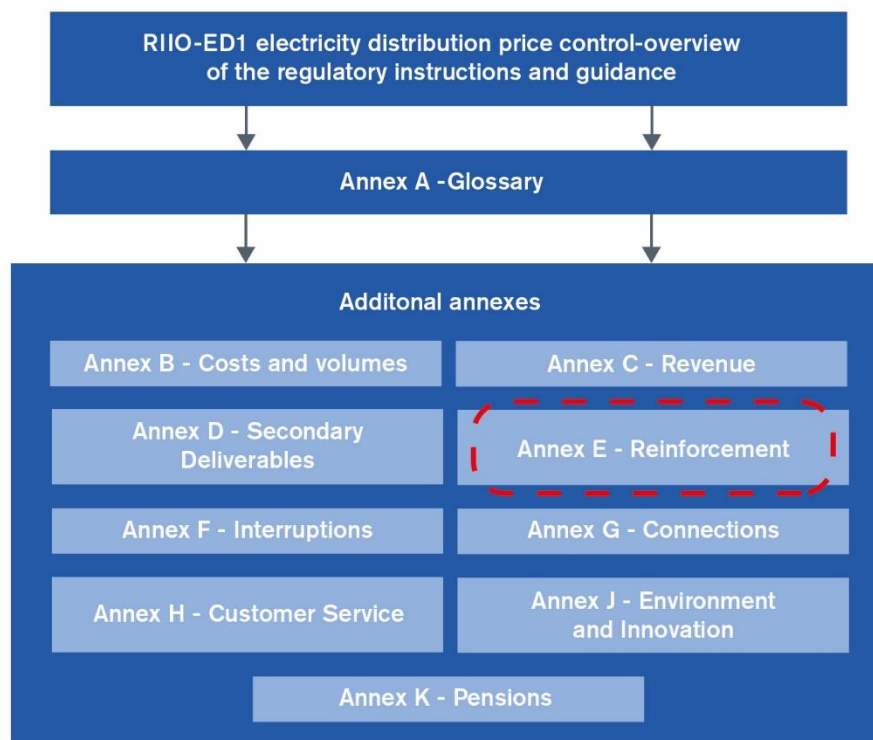 RIIO-ED1 electricity distribution price control-overview
of the regulatory instructions and guidance
Annex A -Glossary
Additonal annexes
Annex B - Costs and volumes
Annex C - Revenue
Annex D - Secondary
Deliverables
Annex E - Reinforcement
Annex F - Interruptions
Annex G - Connections
Annex H - Customer Service
Annex J - Environment
and Innovation
Annex K - Pensions